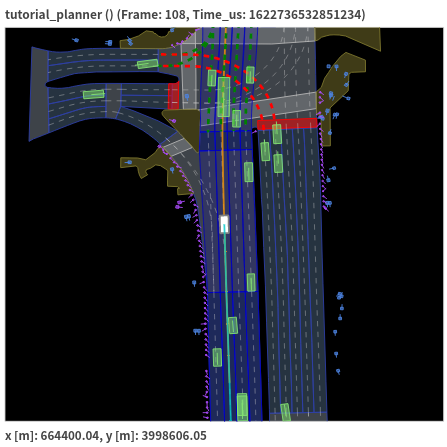 tutorial_planner () (Frame: 108, Time_us: 1622736532851234)
x [m]: 664400.04, y [m]: 3998606.05